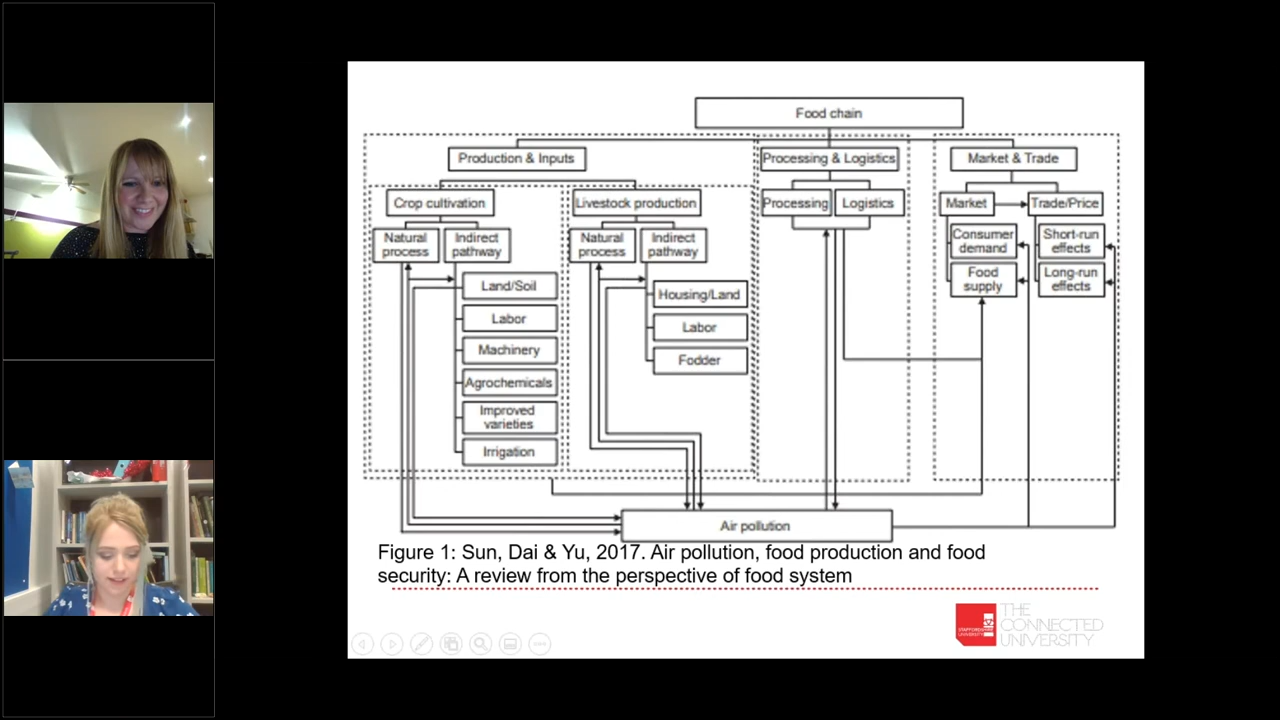 Food chain
Production & Inputs
Processing & Logistics
Market & Trade
Crop cultivation
Livestock production
Processing
Logistics
Market
Trade/Price
Natural
process
Indirect
pathway
Natural
process
Indirect
pathway
Consumer
demand
Short-run
effects
Food
supply
Long-run
effects
Land/Soil
Labor
Machinery
Agrochemicals
Improved
varieties
Irrigation
Housing/Land
Labor
Fodder
Air pollution
Figure 1: Sun, Dai & Yu, 2017. Air pollution, food production and food
security: A review from the perspective of food system
STAFFORDSHIRE
UNIVERSITY
THE
CONNECTED
UNIVERSITY